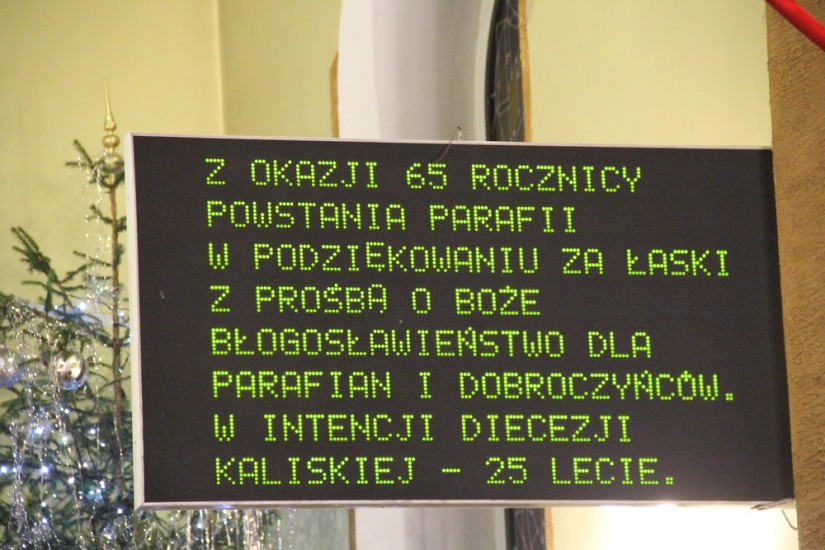 Z OKAZJI 65 ROCZNICY
POWSTANIA PARAFII
W PODZIĘKOWANIU ZA ŁASKI
Z PROŚBĄ O BOŻE
BŁOGOSŁAWIEŃSTWO DLA
PARAFIAN I DOBROCZYŃCÓW.
W INTENCJI DIECEZJI
KALISKIEJ - 25 LECIE.